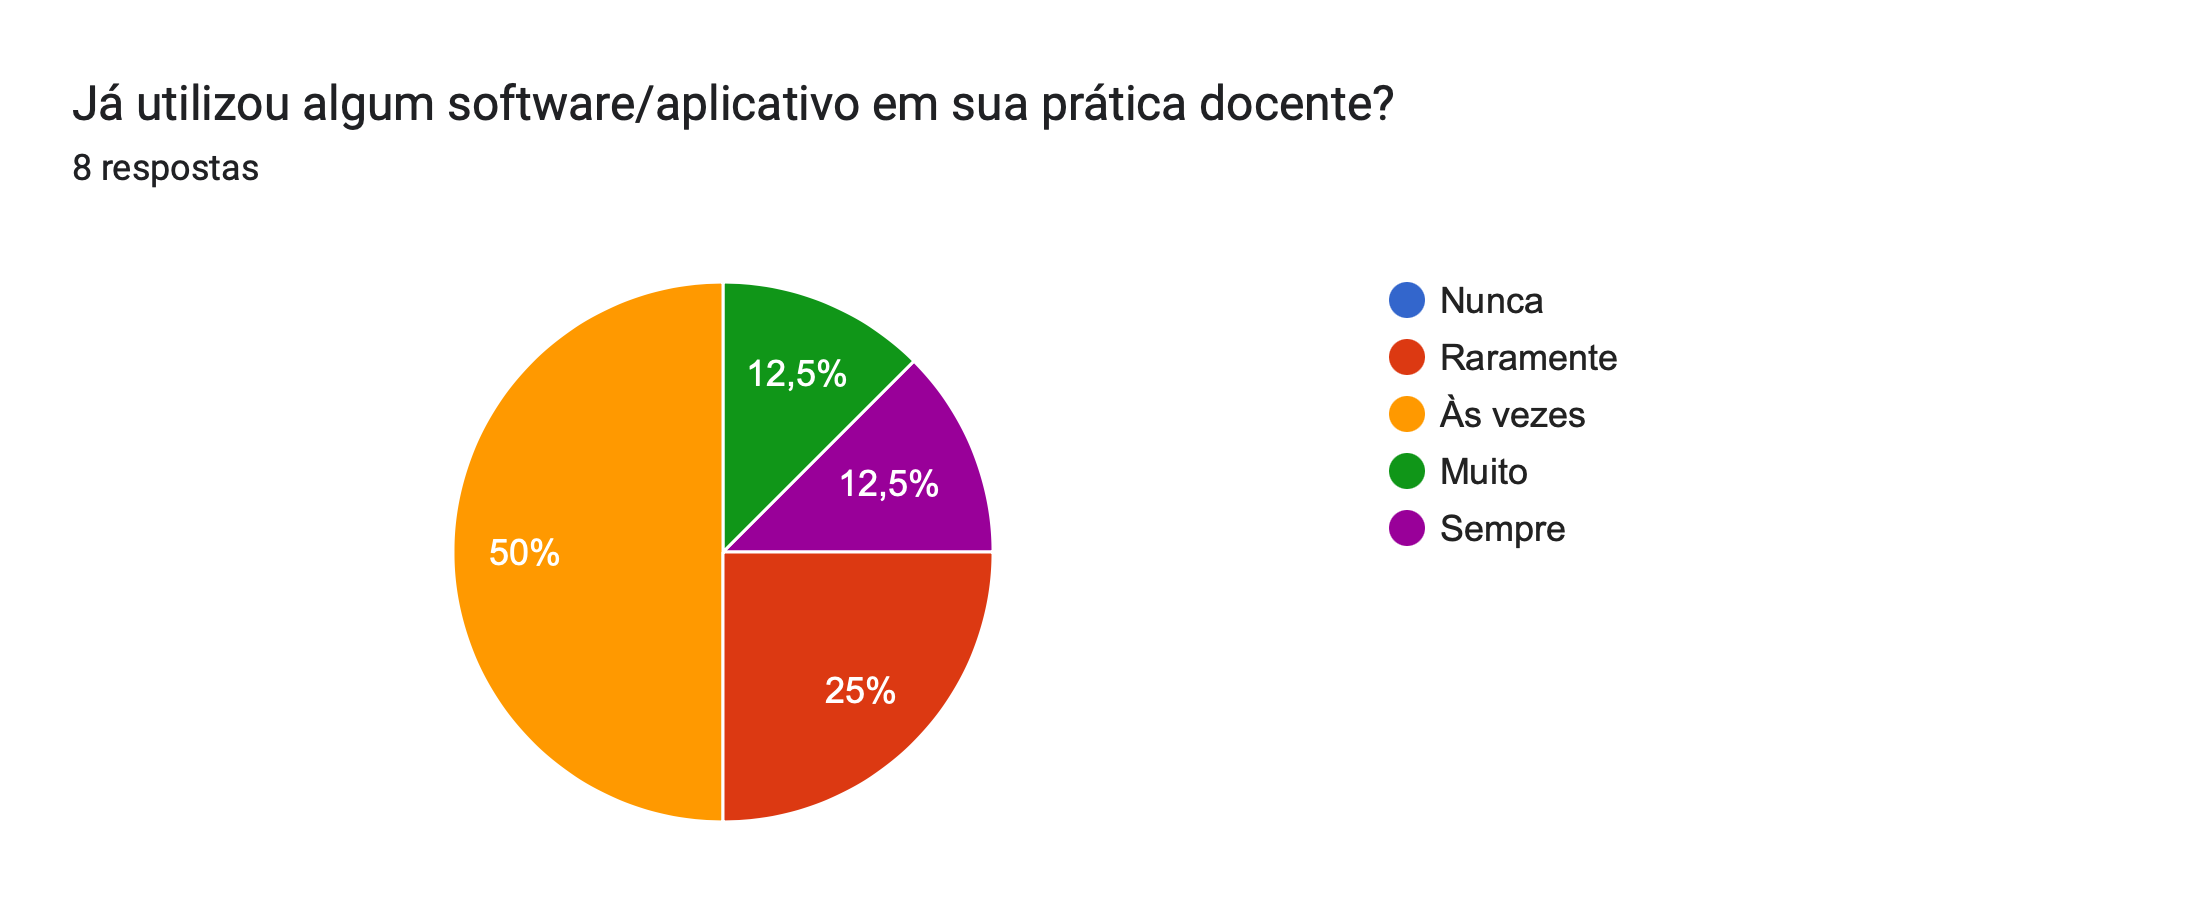 Já utilizou algum software/aplicativo em sua prática docente?
8 respostas
12,5%
12,5%
50%
25%
Nunca
Raramente
Às vezes
Muito
Sempre